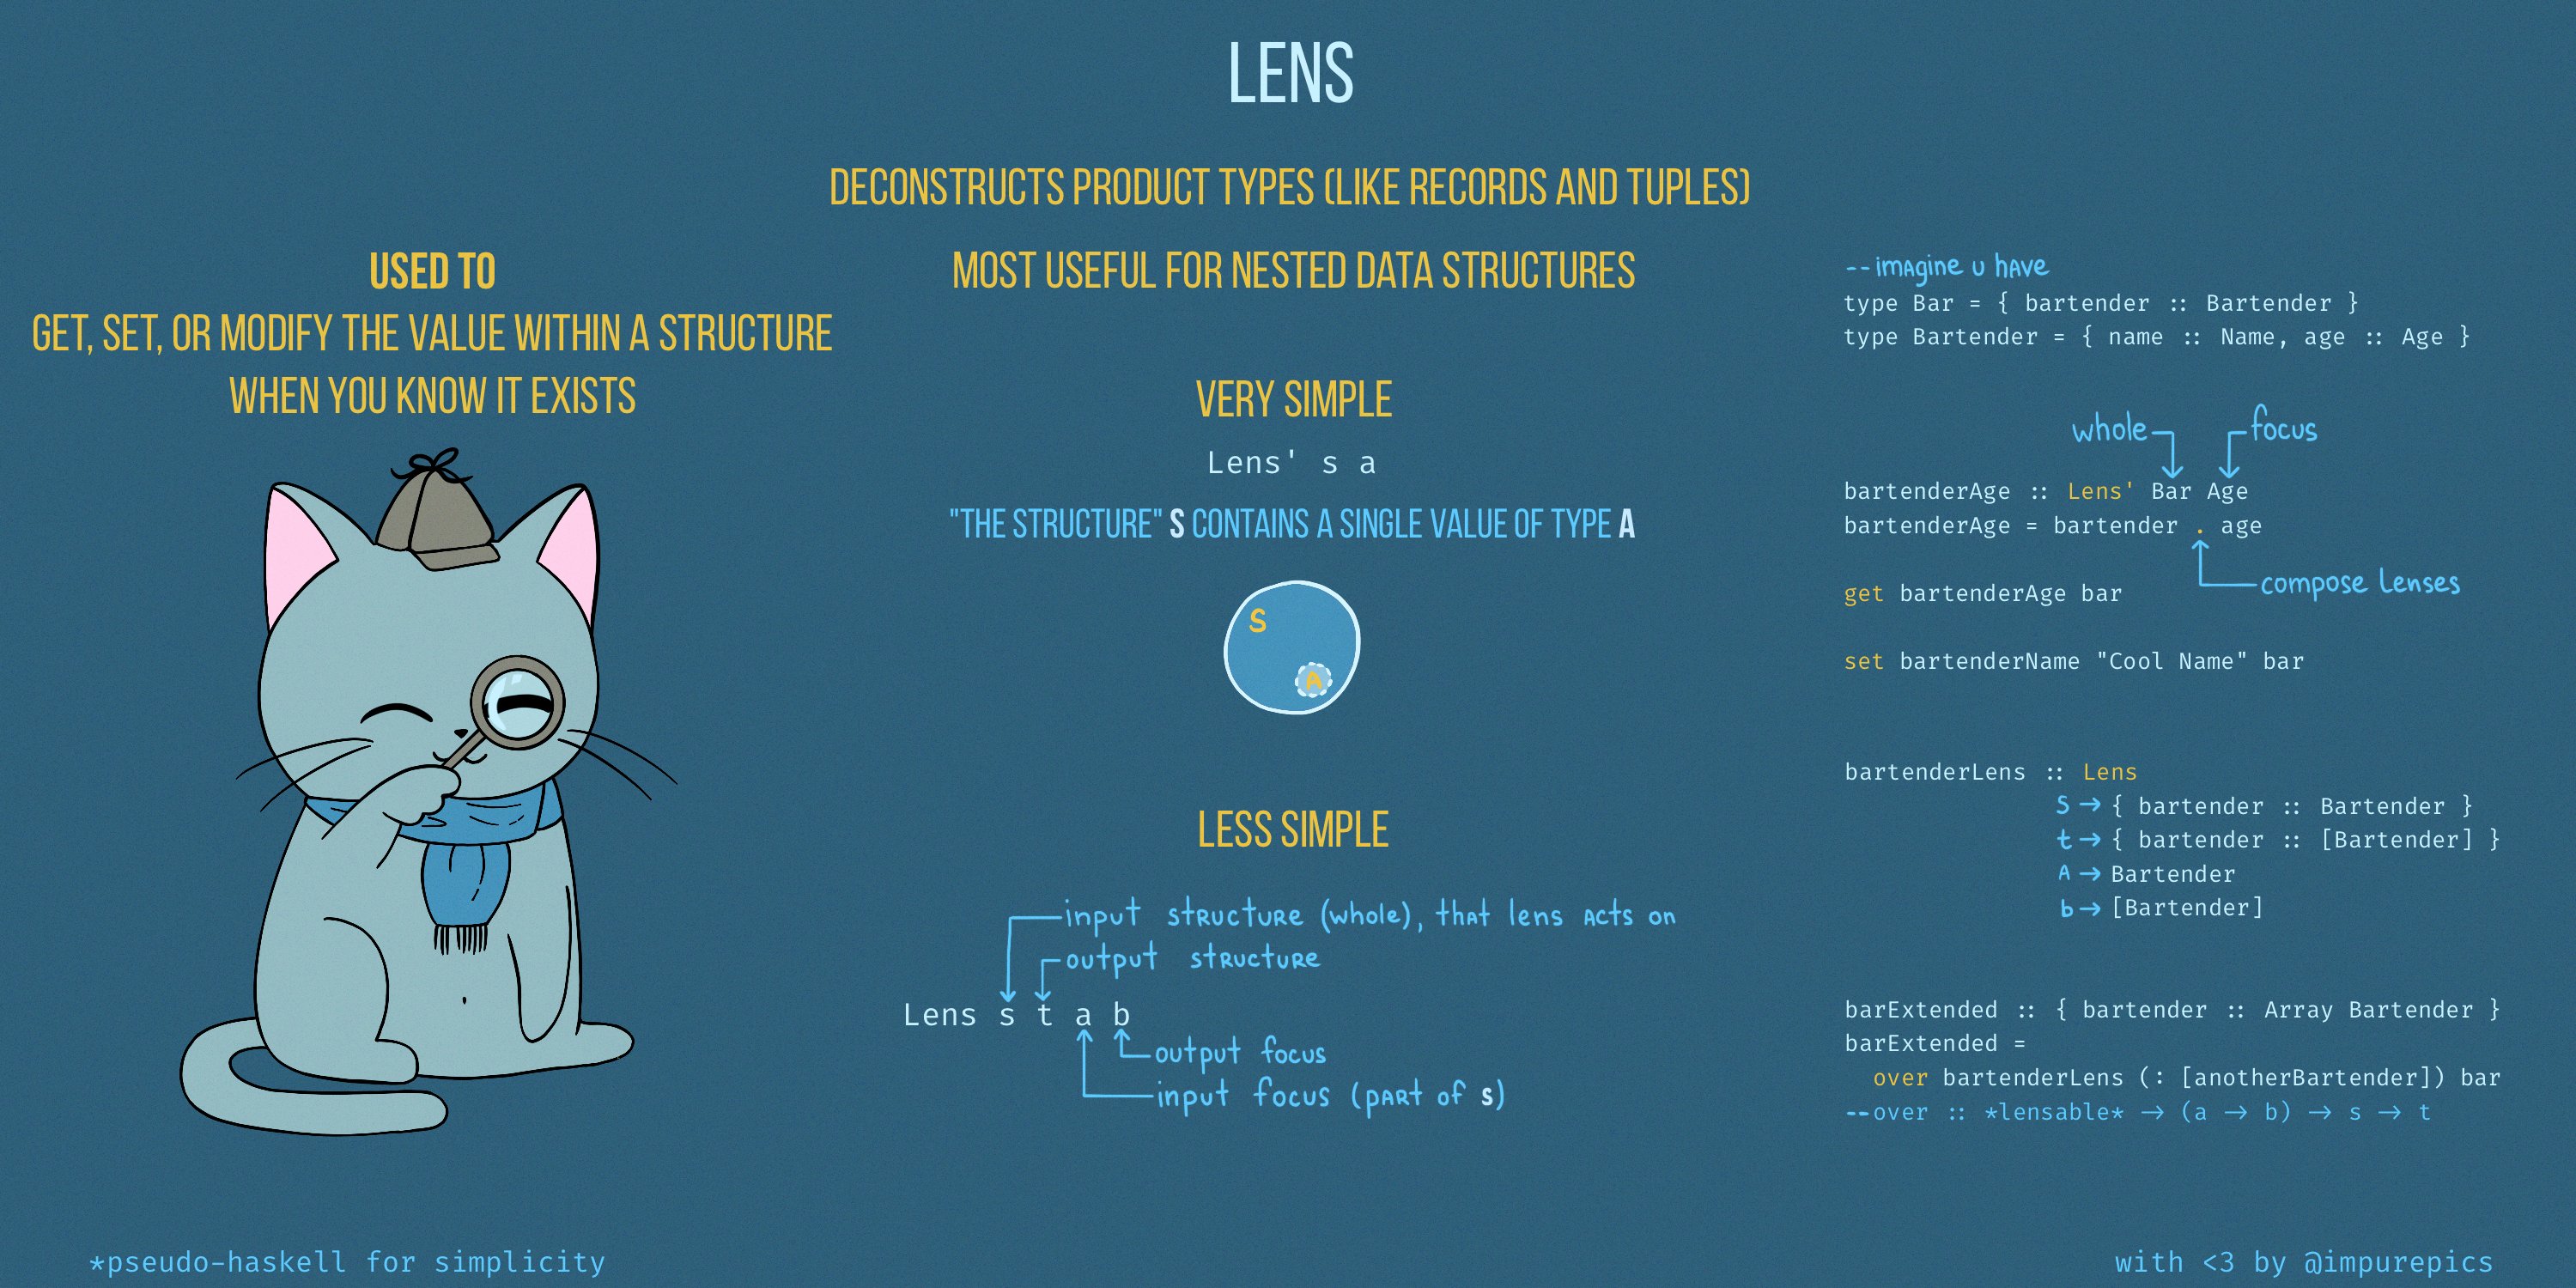 LENS
DECONSTRUCTS PRODUCT TYPES (LIKE RECORDS AND TUPLES)
MOST USEFUL FOR NESTED DATA STRUCTURES
USED TO
GET, SET, OR MODIFY THE VALUE WITHIN A STRUCTURE
WHEN YOU KNOW IT EXISTS
VERY SIMPLE
Lens' s a
"THE STRUCTURE" S CONTAINS A SINGLE VALUE OF TYPE A
S
A
LESS SIMPLE
input structure (whole), that lens acts on
output structure
Lens s t a b
output focus
input focus (part of s)
--imagine u have
type Bar = { bartender :: Bartender }
type Bartender = { name :: Name, age :: Age }
whole focus
bartenderAge :: Lens' Bar Age
bartenderAge = bartender . age
compose lenses
get bartenderAge bar
set bartenderName "Cool Name" bar
bartenderLens :: Lens
s → { bartender :: Bartender }
t → { bartender :: [Bartender] }
A → Bartender
b → [Bartender]
barExtended :: { bartender :: Array Bartender }
barExtended =
over bartenderLens (: [anotherBartender]) bar
--over :: *lensable* → (a → b) → s → t
*pseudo-haskell for simplicity
with <3 by @impurepics